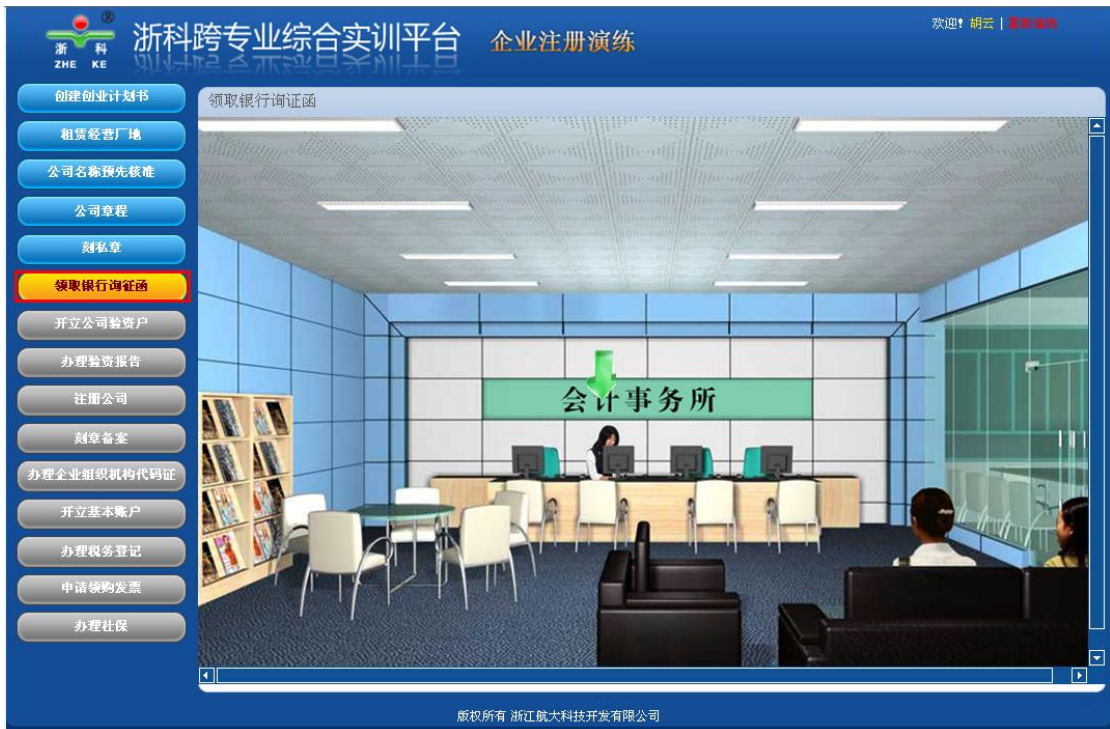 ®
浙 科
ZHE KE
浙科跨专业综合实训平台 企业注册演练
欢迎! 胡云 | 重新演练
创建创业计划书
租赁经营厂地
公司名称预先核准
公司章程
刻私章
领取银行询征函
开立公司验资户
办理验资报告
注册公司
刻章备案
办理企业组织机构代码证
开立基本账户
办理税务登记
申请领购发票
办理社保
领取银行询证函
会计事务所
版权所有 浙江航大科技开发有限公司